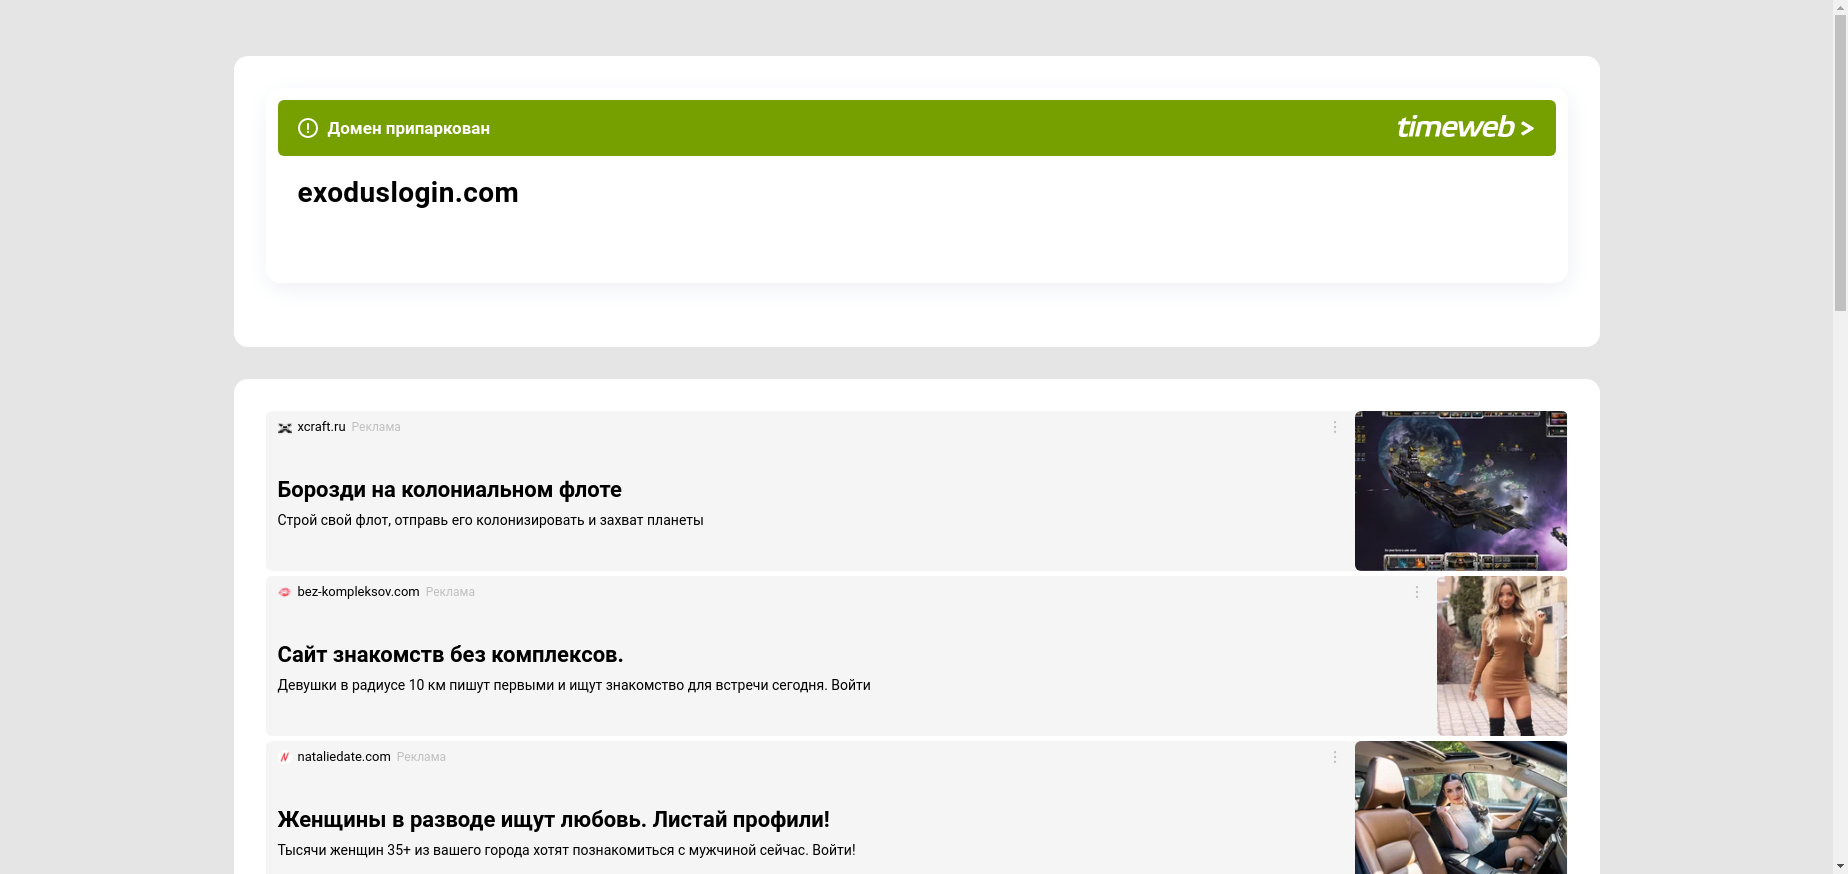 Домен припаркован
timeweb >
exoduslogin.com
xcraft.ru Реклама
Борозди на колониальном флоте
Строй свой флот, отправь его колонизировать и захват планеты
bez-kompleksov.com Реклама
Сайт знакомств без комплексов.
Девушки в радиусе 10 км пишут первыми и ищут знакомство для встречи сегодня. Войти
nataliedate.com Реклама
Женщины в разводе ищут любовь. Листай профили!
Тысячи женщин 35+ из вашего города хотят познакомиться с мужчиной сейчас. Войти!